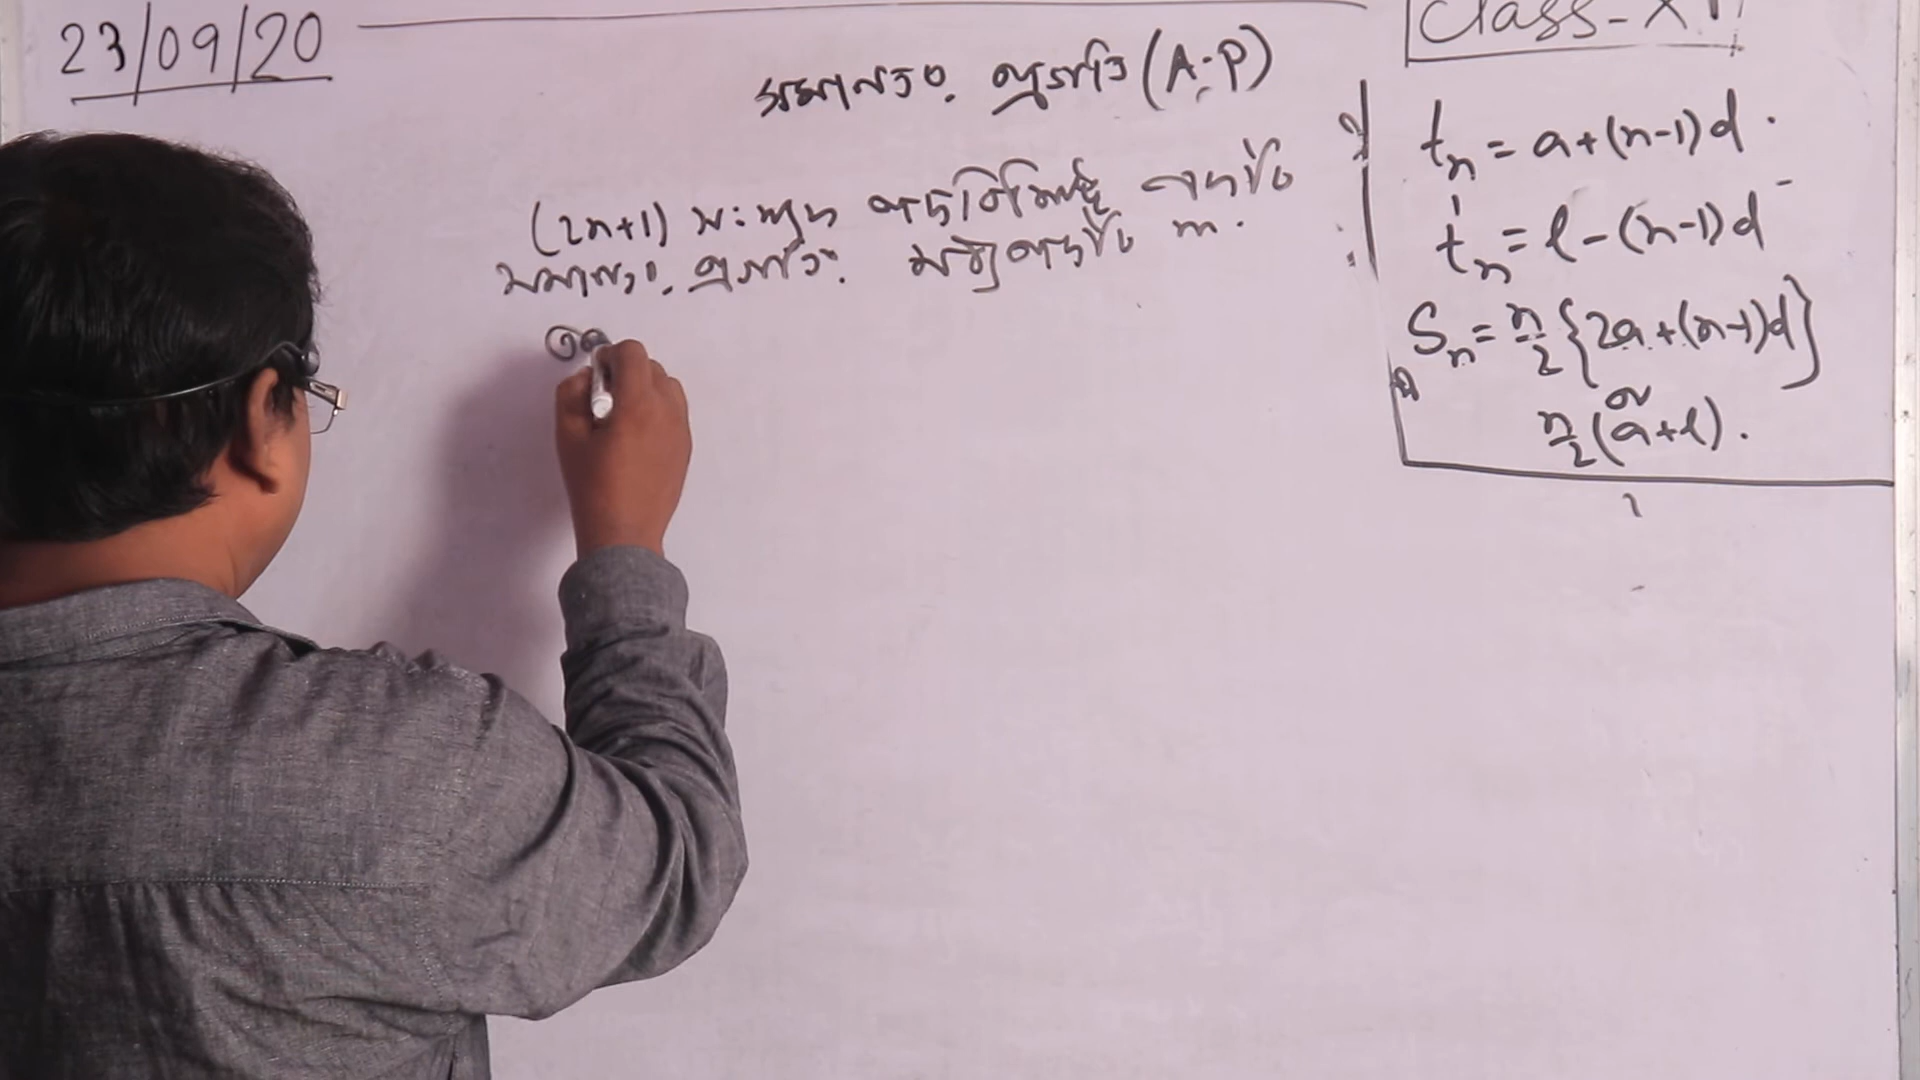 23/09/20
Class-XI
সমান্তর প্রগতি (A.P)
(2n+1) সংখ্যক পদবিশিষ্ট একটি
সমান্তর প্রগতির মধ্যপদটি m.
tₙ = a+(n-1)d.
t'ₙ = l-(n-1)d
Sₙ = n/2 {2a+(n-1)d}
or
n/2 (a+l).